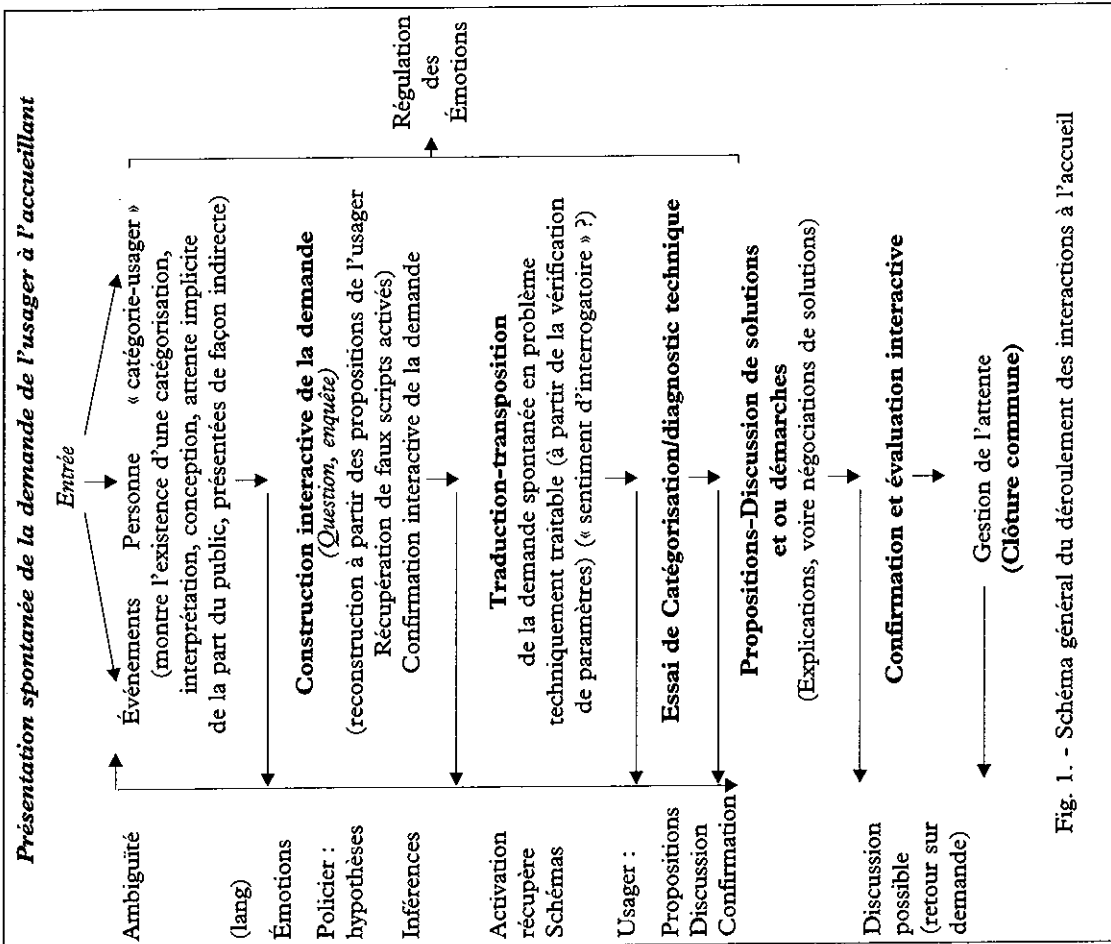 Présentation spontanée de la demande de l'usager à l'accueillant
Entrée
Ambiguïté
Événements Personne « catégorie-usager »
(montre l'existence d'une catégorisation,
interprétation, conception, attente implicite
de la part du public, présentées de façon indirecte)
(lang)
Émotions
Construction interactive de la demande
Policier :
(Question, enquête)
hypothèses
(reconstruction à partir des propositions de l'usager
Récupération de faux scripts activés)
Inférences
Confirmation interactive de la demande
Régulation
des
Émotions
Activation
Traduction-transposition
récupère
de la demande spontanée en problème
Schémas
techniquement traitable (à partir de la vérification
de paramètres) (« sentiment d'interrogatoire » ?)
Usager :
Propositions
Essai de Catégorisation/diagnostic technique
Discussion
Confirmation
Propositions-Discussion de solutions
et ou démarches
(Explications, voire négociations de solutions)
Discussion
possible
(retour sur
demande)
Confirmation et évaluation interactive
Gestion de l'attente
(Clôture commune)
Fig. 1. - Schéma général du déroulement des interactions à l'accueil